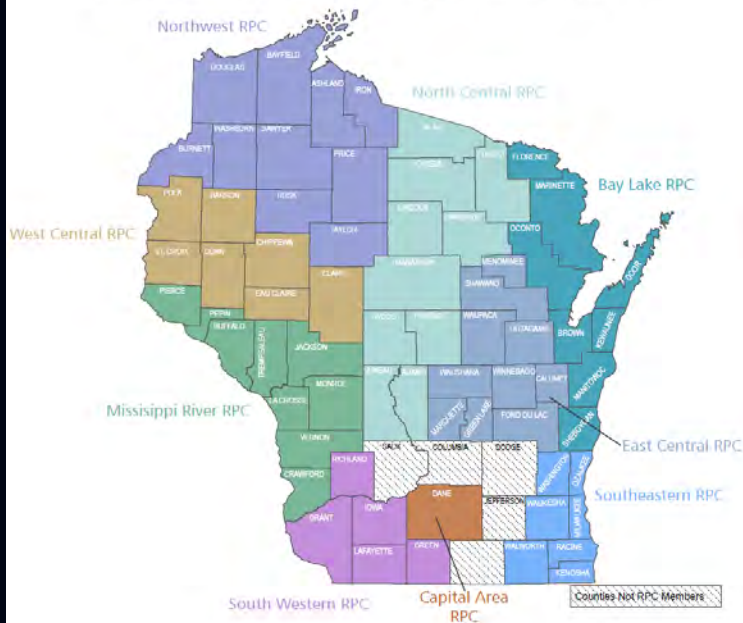 Northwest RPC
BAYFIELD
DOUGLAS
ASHLAND
IRON
North Central RPC
VILAS
WASHBURN
SAWYER
BURNETT
PRICE
ONEIDA
FOREST
FLORENCE
MARINETTE
Bay Lake RPC
POLK
BARRON
RUSK
LINCOLN
LANGLADE
OCONTO
TAYLOR
West Central RPC
CHIPPEWA
ST. CROIX
DUNN
CLARK
MARATHON
MENOMINEE
SHAWANO
DOOR
PIERCE
EAU CLAIRE
PEPIN
BUFFALO
TREMPEALEAU
JACKSON
WOOD
PORTAGE
WAUPACA
OUTAGAMIE
BROWN
KEWAUNEE
MONROE
JUNEAU
ADAMS
WAUSHARA
WINNEBAGO
CALUMET
MANITOWOC
Missisippi River RPC
LA CROSSE
MARQUETTE
GREEN LAKE
FOND DU LAC
SHEBOYGAN
VERNON
East Central RPC
SAUK
COLUMBIA
DODGE
RICHLAND
CRAWFORD
WASHINGTON
OZAUKEE
Southeastern RPC
DANE
JEFFERSON
WAUKESHA
MILWAUKEE
GRANT
IOWA
LAFAYETTE
GREEN
WALWORTH
RACINE
KENOSHA
South Western RPC
Capital Area
RPC
Counties Not RPC Members